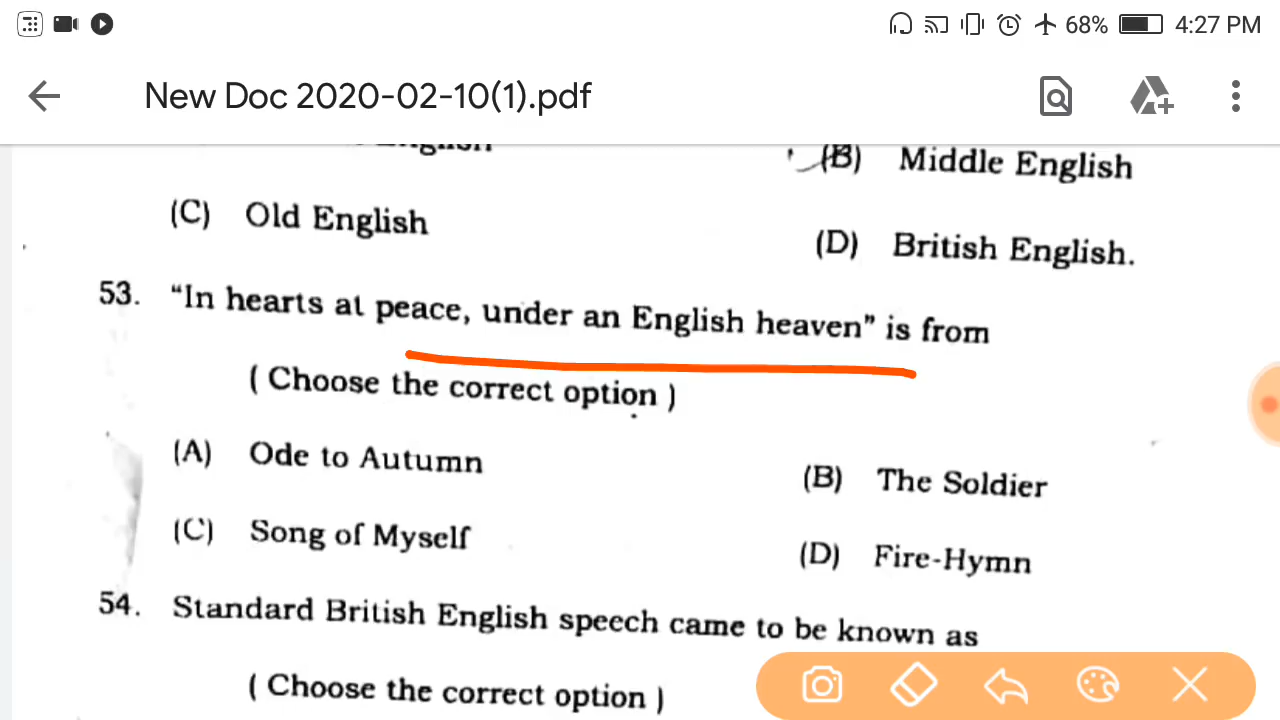 68% 4:27 PM
New Doc 2020-02-10(1).pdf
(B) Middle English
(C) Old English
(D) British English.
53. “In hearts at peace, under an English heaven” is from
( Choose the correct option )
(A) Ode to Autumn
(B) The Soldier
(C) Song of Myself
(D) Fire-Hymn
54. Standard British English speech came to be known as
( Choose the correct option )